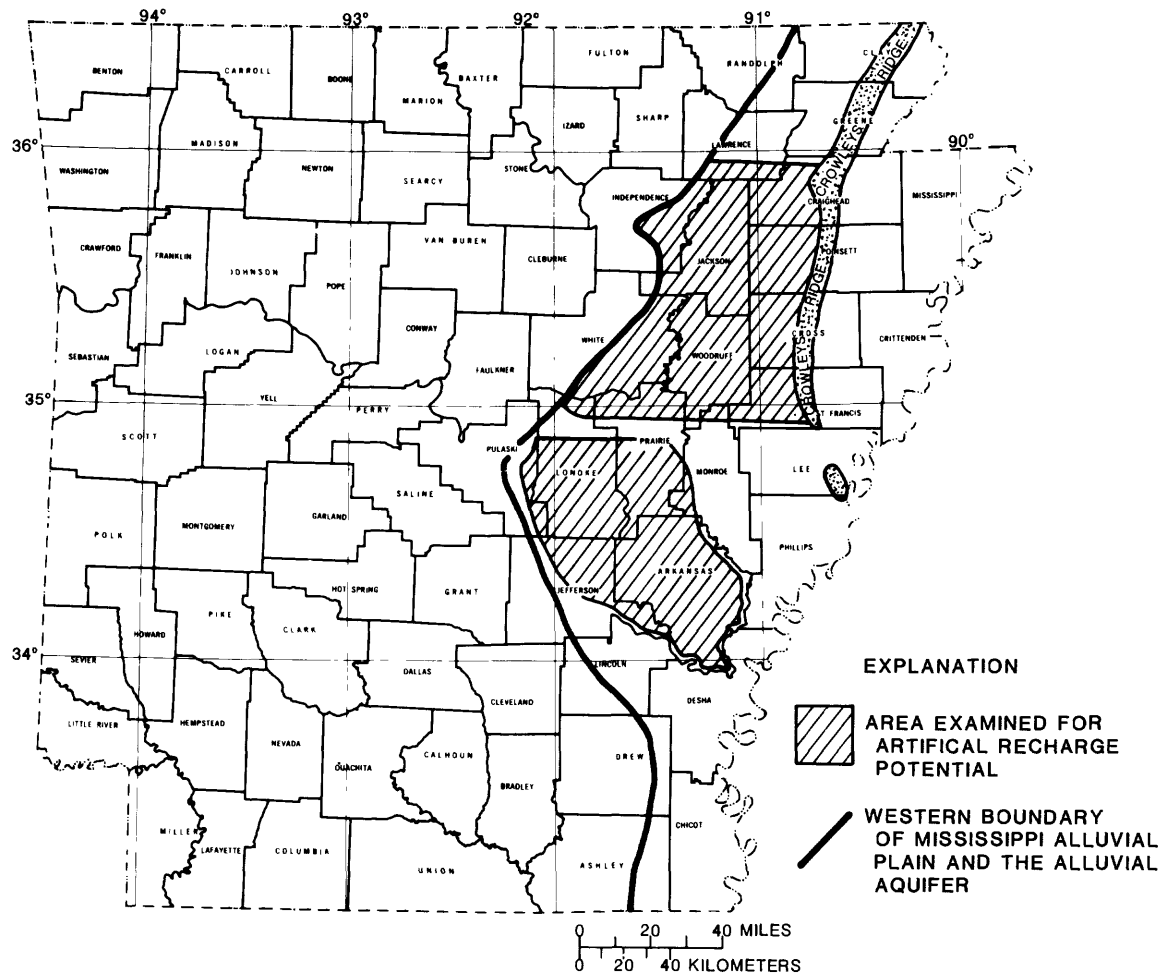 94°
93°
92°
91°
FULTON
CLAY
RANDOLPH
BENTON
CARROLL
BOONE
BAXTER
MARION
SHARP
IZARD
GREENE
CROWLEYS RIDGE
36°
LAWRENCE
90°
MADISON
WASHINGTON
NEWTON
STONE
SEARCY
INDEPENDENCE
MISSISSIPPI
CRAIGHEAD
VAN BUREN
CRAWFORD
FRANKLIN
CLEBURNE
JACKSON
JOHNSON
POPE
CONWAY
WHITE
CROSS
CROWLEYS RIDGE
CRITTENDEN
SEBASTIAN
LOGAN
WOODRUFF
FAULKNER
YELL
35°
PERRY
ST FRANCIS
SCOTT
PULASKI
PRAIRIE
LONOKE
MONROE
LEE
SALINE
GARLAND
MONTGOMERY
POLK
PHILLIPS
ARKANSAS
HOT SPRING
GRANT
JEFFERSON
PIKE
CLARK
HOWARD
34°
SEVIER
LINCOLN
DALLAS
CLEVELAND
DESHA
LITTLE RIVER
HEMPSTEAD
NEVADA
CALHOUN
DREW
OUACHITA
BRADLEY
CHICOT
MILLER
LAFAYETTE
COLUMBIA
UNION
ASHLEY
EXPLANATION
AREA EXAMINED FOR
ARTIFICAL RECHARGE
POTENTIAL
WESTERN BOUNDARY
OF MISSISSIPPI ALLUVIAL
PLAIN AND THE ALLUVIAL
AQUIFER
0 20 40 MILES
0 20 40 KILOMETERS